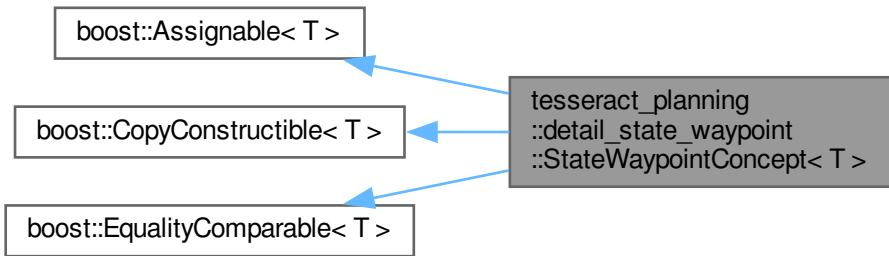 boost::Assignable< T >
boost::CopyConstructible< T >
boost::EqualityComparable< T >
tesseract_planning
::detail_state_waypoint
::StateWaypointConcept< T >